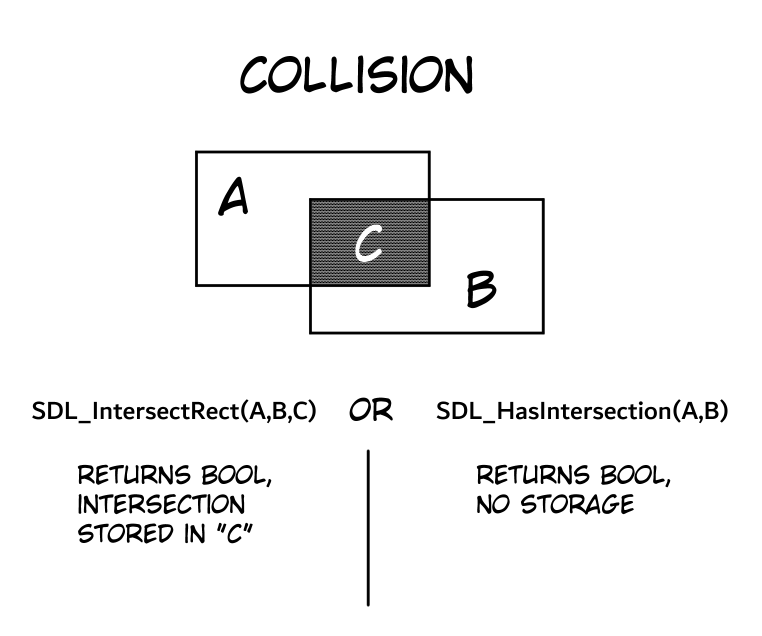 COLLISION
A
C
B
SDL_IntersectRect(A,B,C) OR SDL_HasIntersection(A,B)
RETURNS BOOL,
INTERSECTION
STORED IN "C"
RETURNS BOOL,
NO STORAGE